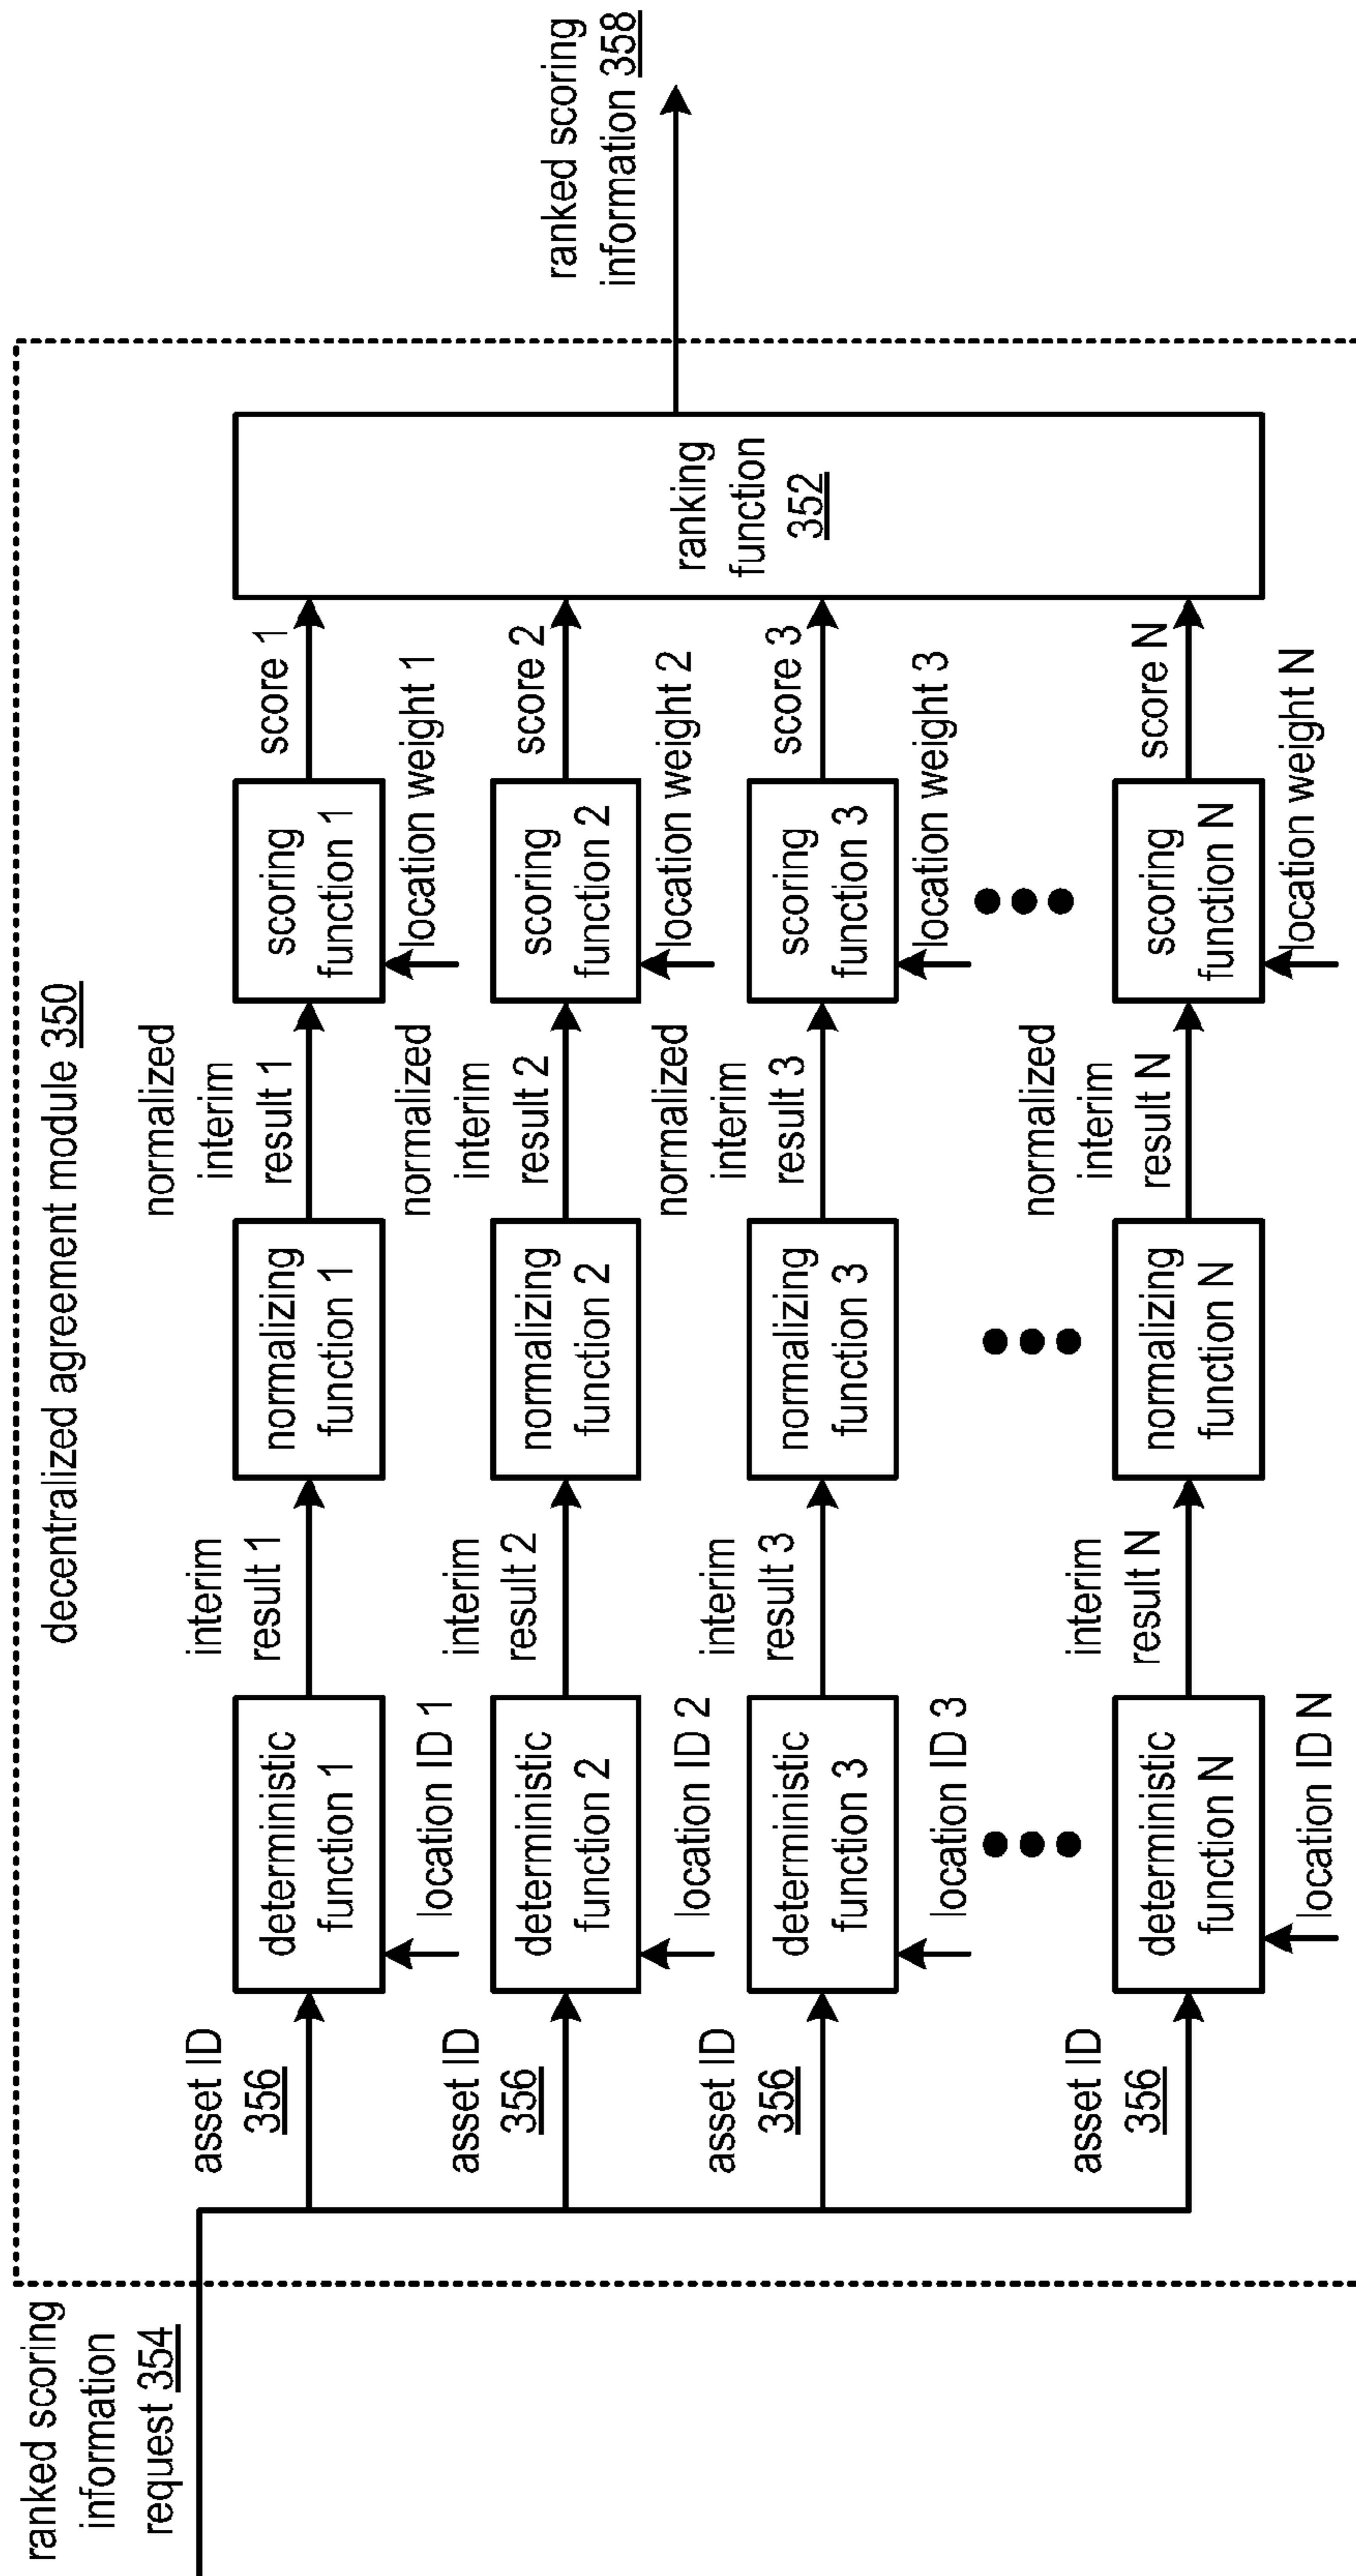 decentralized agreement module 350
ranked scoring
information
request 354
asset ID
356
deterministic
function 1
location ID 1
interim
result 1
normalizing
function 1
normalized
interim
result 1
scoring
function 1
location weight 1
score 1
asset ID
356
deterministic
function 2
location ID 2
interim
result 2
normalizing
function 2
normalized
interim
result 2
scoring
function 2
location weight 2
score 2
asset ID
356
deterministic
function 3
location ID 3
interim
result 3
normalizing
function 3
normalized
interim
result 3
scoring
function 3
location weight 3
score 3
asset ID
356
deterministic
function N
location ID N
interim
result N
normalizing
function N
normalized
interim
result N
scoring
function N
location weight N
score N
ranking
function
352
ranked scoring
information 358